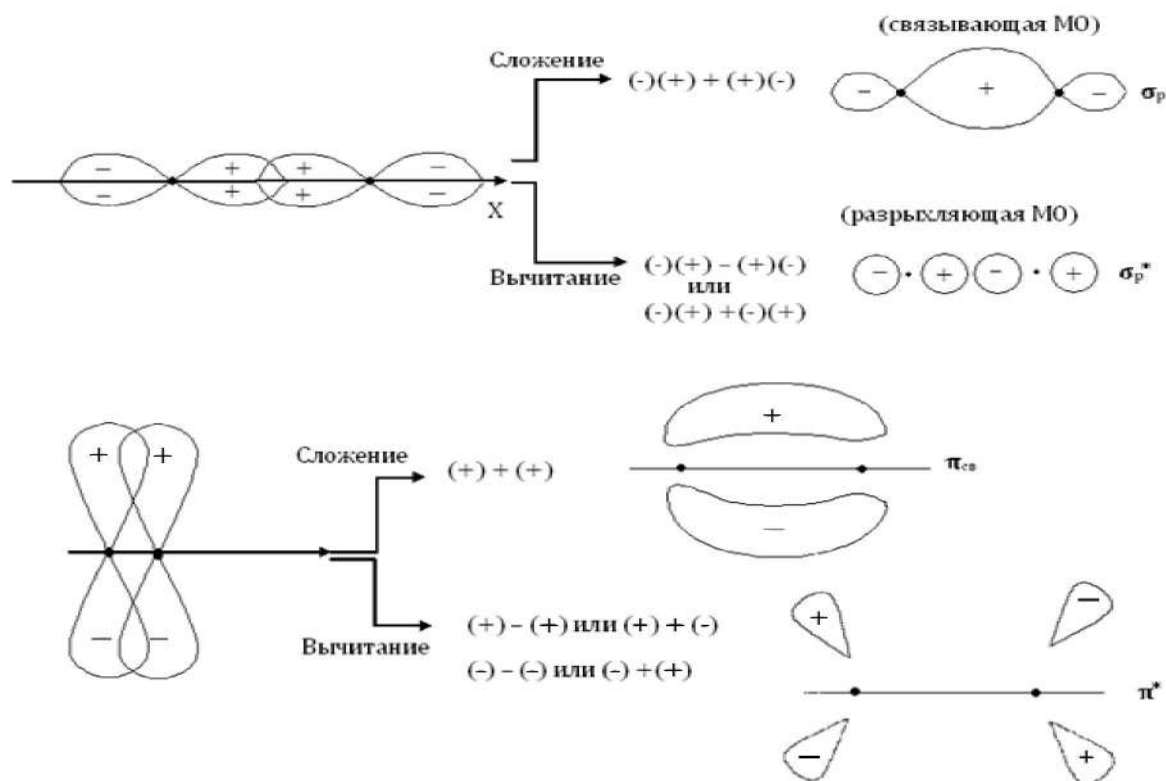 (связывающая МО)
Сложение
(-)(+) + (+)(-)
− + − σp
− + + −
− + + −
X
(разрыхляющая МО)
Вычитание
(-)(+) – (+)(-)
или
(-)(+) +(-)(+)
− + − + σp*
+ +
− −
Сложение
(+) + (+)
+
−
πсв
Вычитание
(+) – (+) или (+) + (-)
(-) – (-) или (-) +(+)
+ −
− +
π*